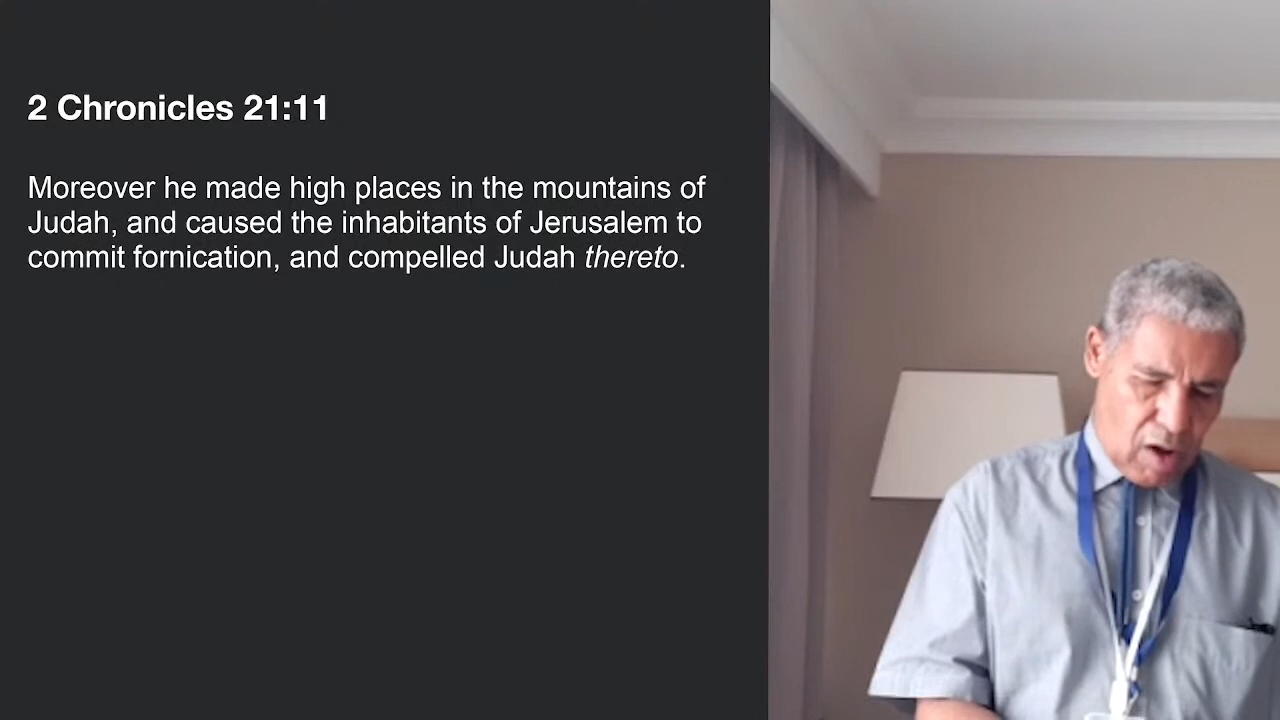 2 Chronicles 21:11
Moreover he made high places in the mountains of
Judah, and caused the inhabitants of Jerusalem to
commit fornication, and compelled Judah thereto.